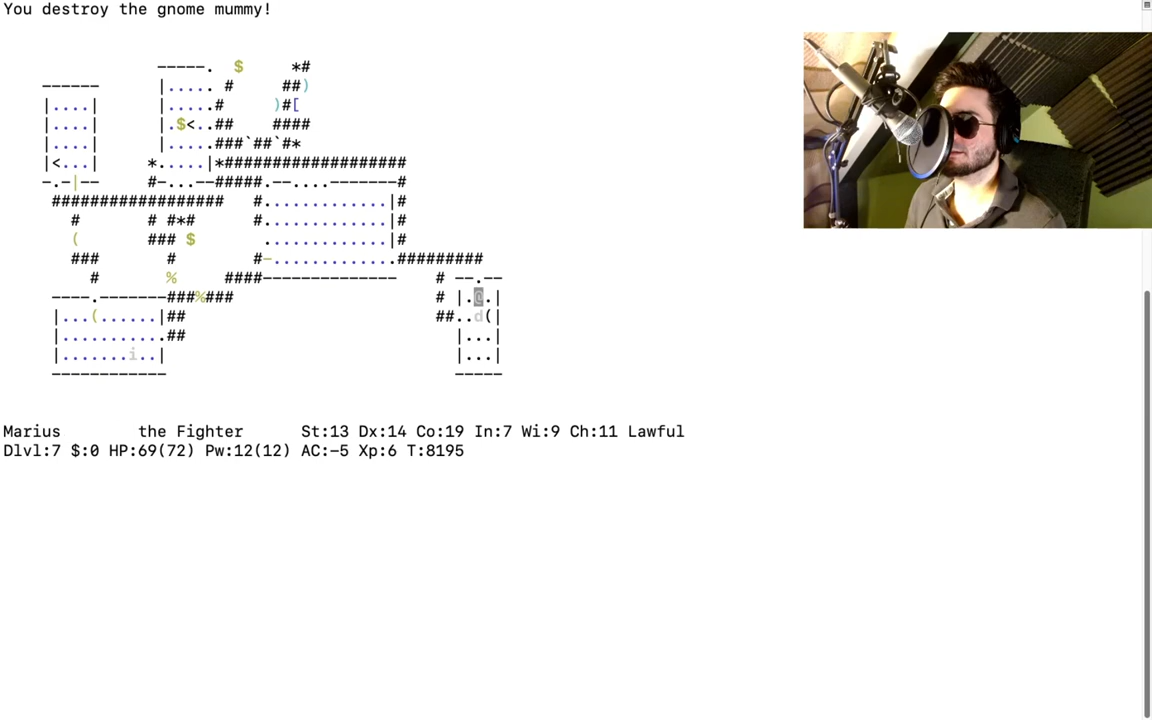 You destroy the gnome mummy!
-----.  $     *#
------      |..... #     ##)
|....|      |.....#     )#[
|....|      |.$<..##    ####
|....|      |.....###`##`#*
|<...|     *.....|*###################
-.-|--     #-...--#####.--....-------#
##################   #.............|#
#       # #*#      #.............|#
(       ### $       .............|#
###       #        #-.............#########
#       %     ####--------------    # --.--
----.-------###%###                     # |.@.|
|...(......|##                          ##..d(|
|...........##                            |...|
|.......i..|                              |...|
------------                              -----
Marius        the Fighter      St:13 Dx:14 Co:19 In:7 Wi:9 Ch:11 Lawful
Dlvl:7 $:0 HP:69(72) Pw:12(12) AC:-5 Xp:6 T:8195